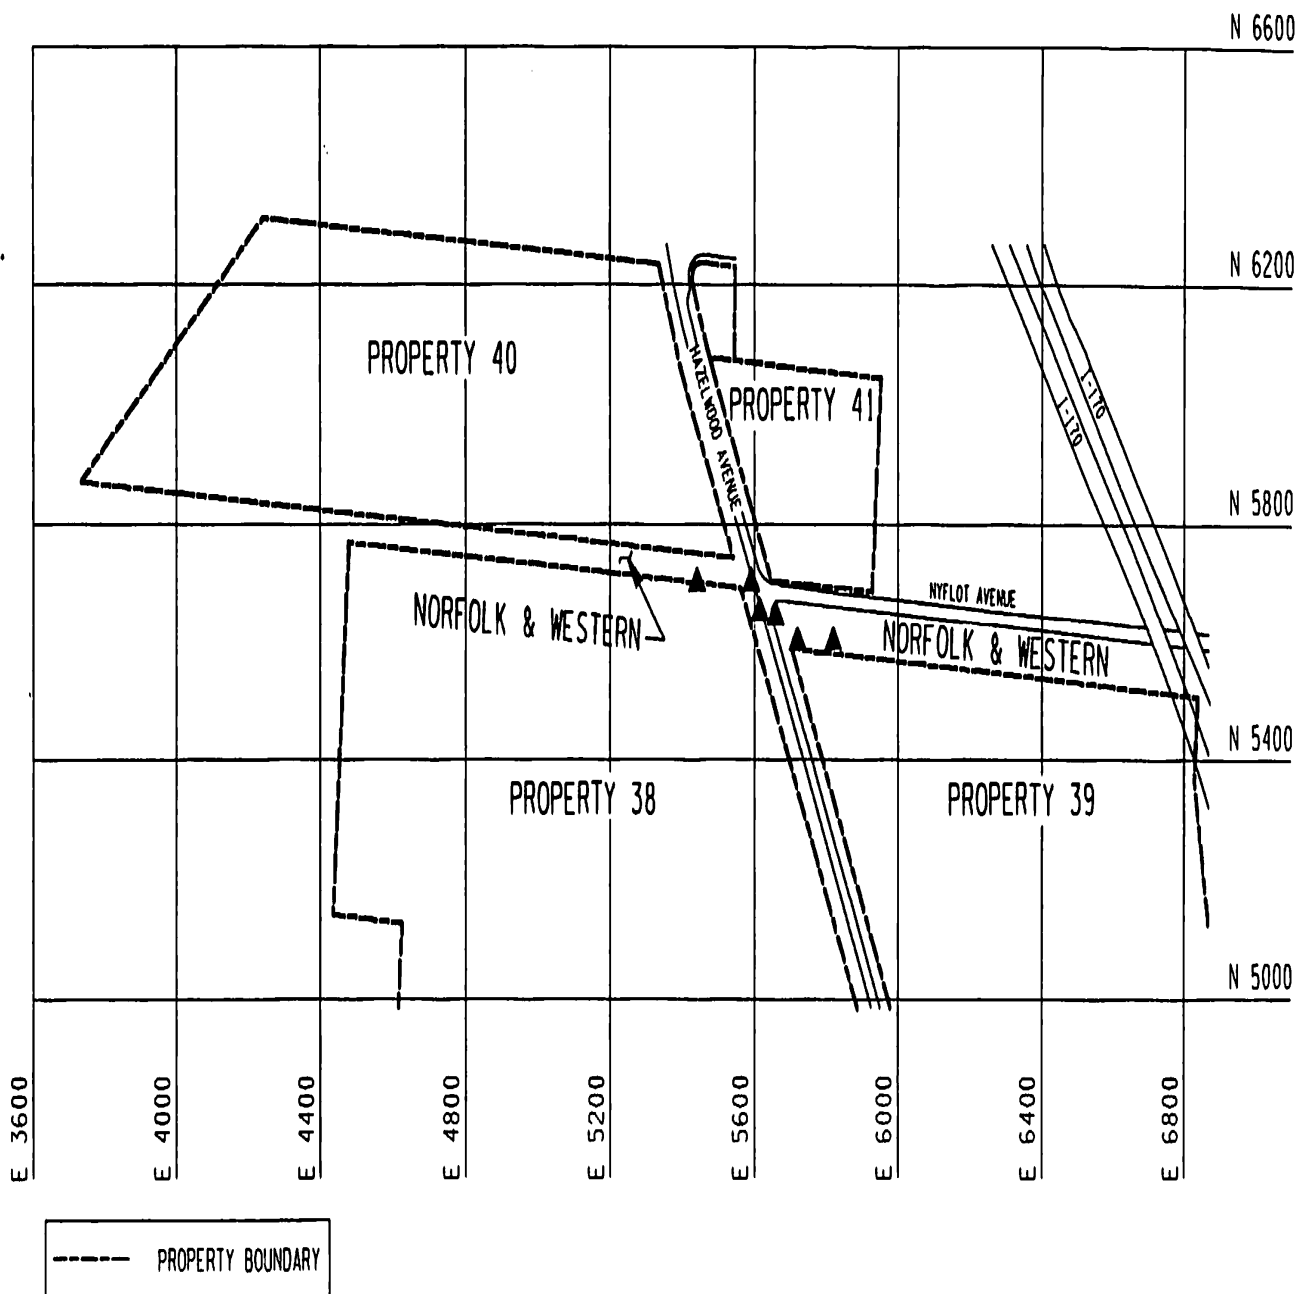 N 6600
N 6200
PROPERTY 40
HAZELWOOD AVENUE
PROPERTY 41
I-170
I-170
N 5800
NYFLOT AVENUE
NORFOLK & WESTERN
NORFOLK & WESTERN
N 5400
PROPERTY 38
PROPERTY 39
N 5000
E 3600
E 4000
E 4400
E 4800
E 5200
E 5600
E 6000
E 6400
E 6800
PROPERTY BOUNDARY